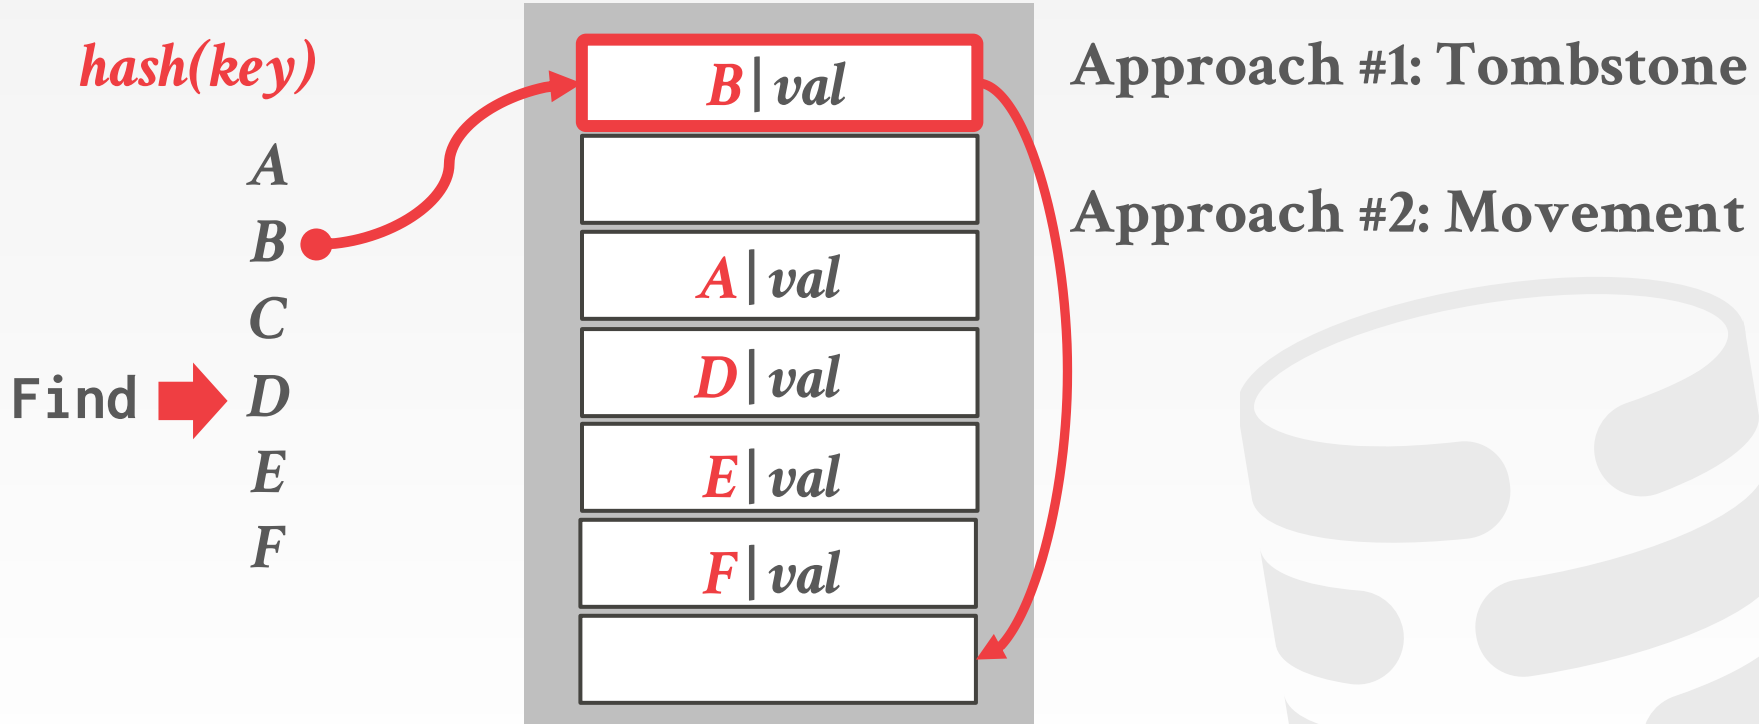 hash(key)
A
B
C
Find D
E
F
B|val
A|val
D|val
E|val
F|val
Approach #1: Tombstone
Approach #2: Movement